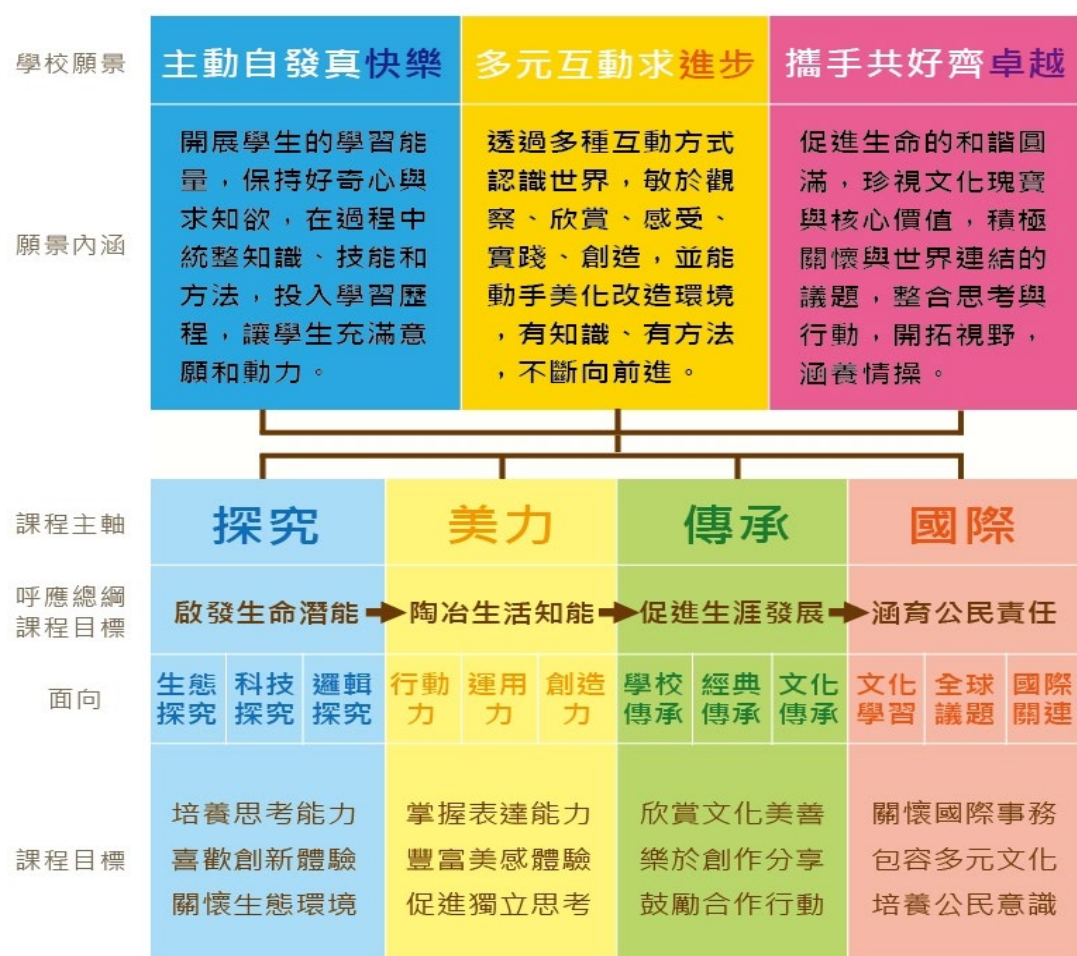 學校願景
主動自發真快樂
多元互動求進步
攜手共好齊卓越
願景內涵
開展學生的學習能
量，保持好奇心與
求知欲，在過程中
統整知識、技能和
方法，投入學習歷
程，讓學生充滿意
願和動力。
透過多種互動方式
認識世界，敏於觀
察、欣賞、感受、
實踐、創造，並能
動手美化改造環境
，有知識、有方法
，不斷向前進。
促進生命的和諧圓
滿，珍視文化瑰寶
與核心價值，積極
關懷與世界連結的
議題，整合思考與
行動，開拓視野，
涵養情操。
課程主軸
探究
美力
傳承
國際
呼應總綱
課程目標
啟發生命潛能
陶冶生活知能
促進生涯發展
涵育公民責任
面向
生態
探究
科技
探究
邏輯
探究
行動
力
運用
力
創造
力
學校
傳承
經典
傳承
文化
傳承
文化
學習
全球
議題
國際
關連
課程目標
培養思考能力
喜歡創新體驗
關懷生態環境
掌握表達能力
豐富美感體驗
促進獨立思考
欣賞文化美善
樂於創作分享
鼓勵合作行動
關懷國際事務
包容多元文化
培養公民意識